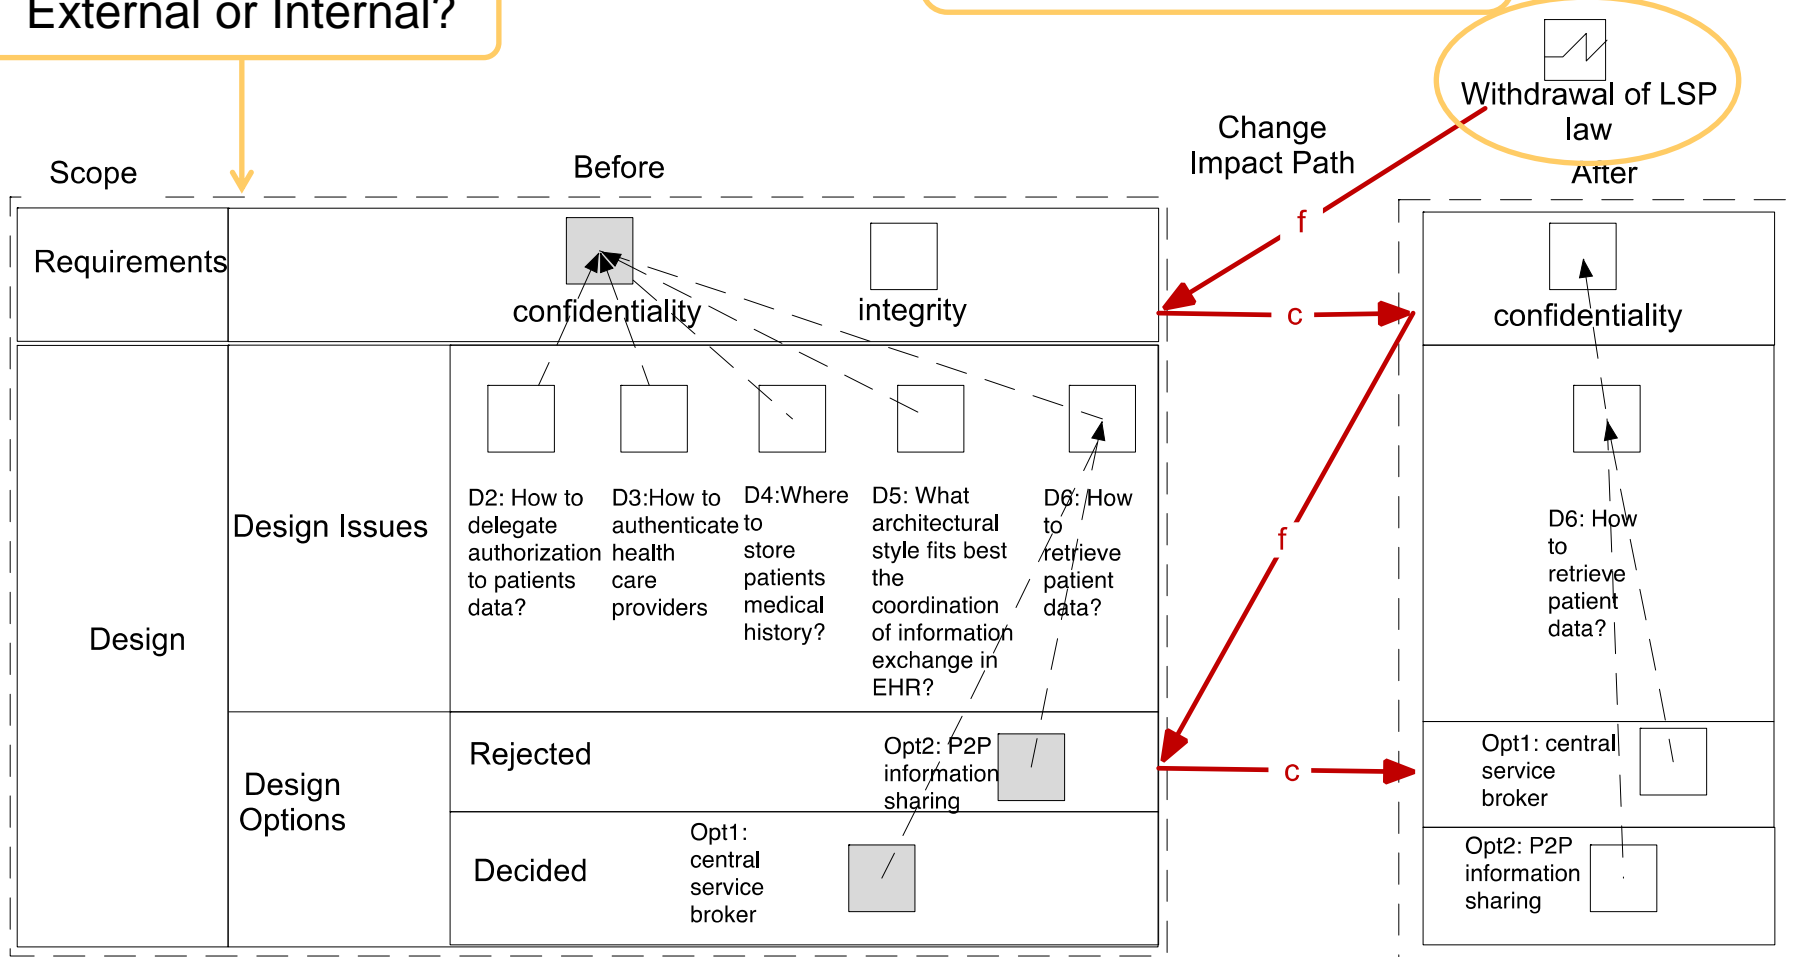 External or Internal?
Withdrawal of LSP
law
Change
Impact Path
Scope
Before
After
f
Requirements
confidentiality
integrity
c
confidentiality
Design
Design Issues
D2: How to
delegate
authorization
to patients
data?
D3:How to
authenticate
health
care
providers
D4:Where
to
store
patients
medical
history?
D5: What
architectural
style fits best
the
coordination
of information
exchange in
EHR?
D6: How
to
retrieve
patient
data?
f
D6: How
to
retrieve
patient
data?
Design
Options
Rejected
Opt2: P2P
information
sharing
c
Opt1: central
service
broker
Decided
Opt1:
central
service
broker
Opt2: P2P
information
sharing